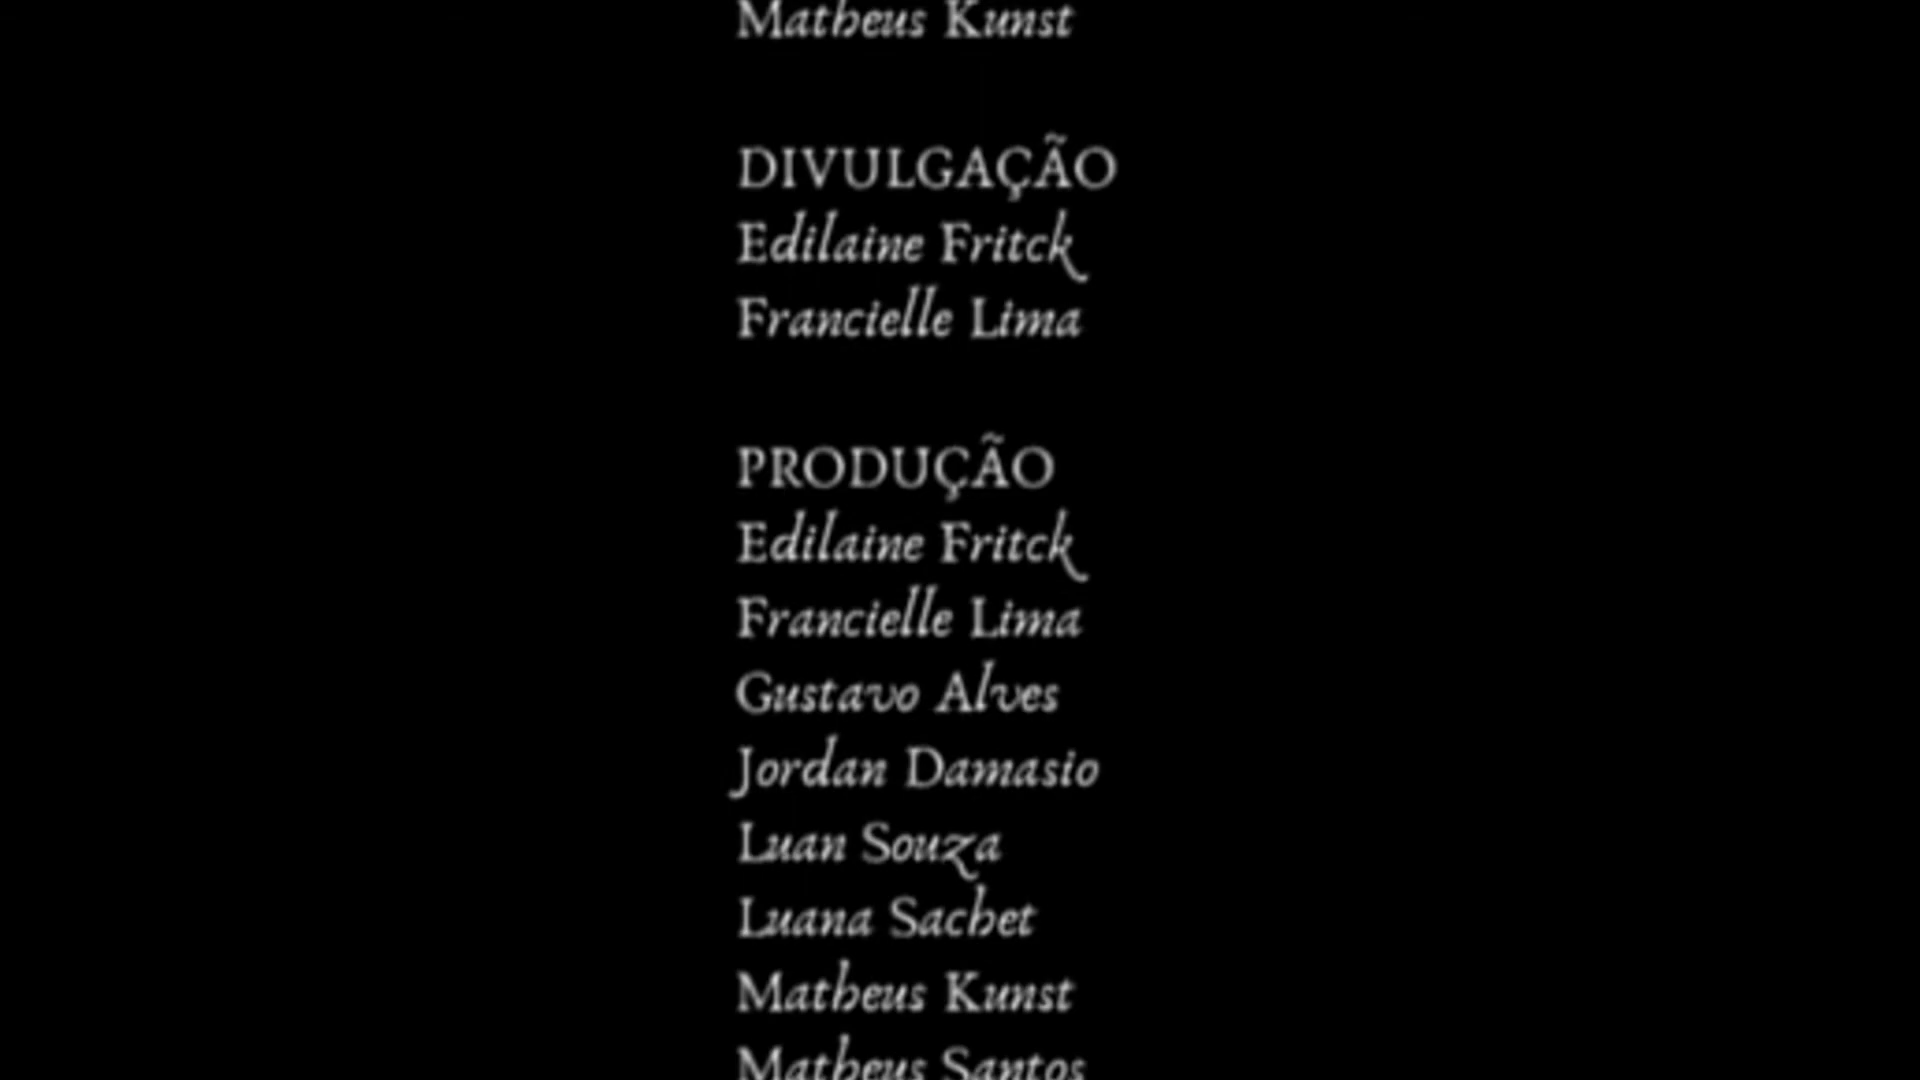 Matheus Kunst
DIVULGAÇÃO
Edilaine Fritck
Francielle Lima
PRODUÇÃO
Edilaine Fritck
Francielle Lima
Gustavo Alves
Jordan Damasio
Luan Souza
Luana Sachet
Matheus Kunst
Matheus Santos